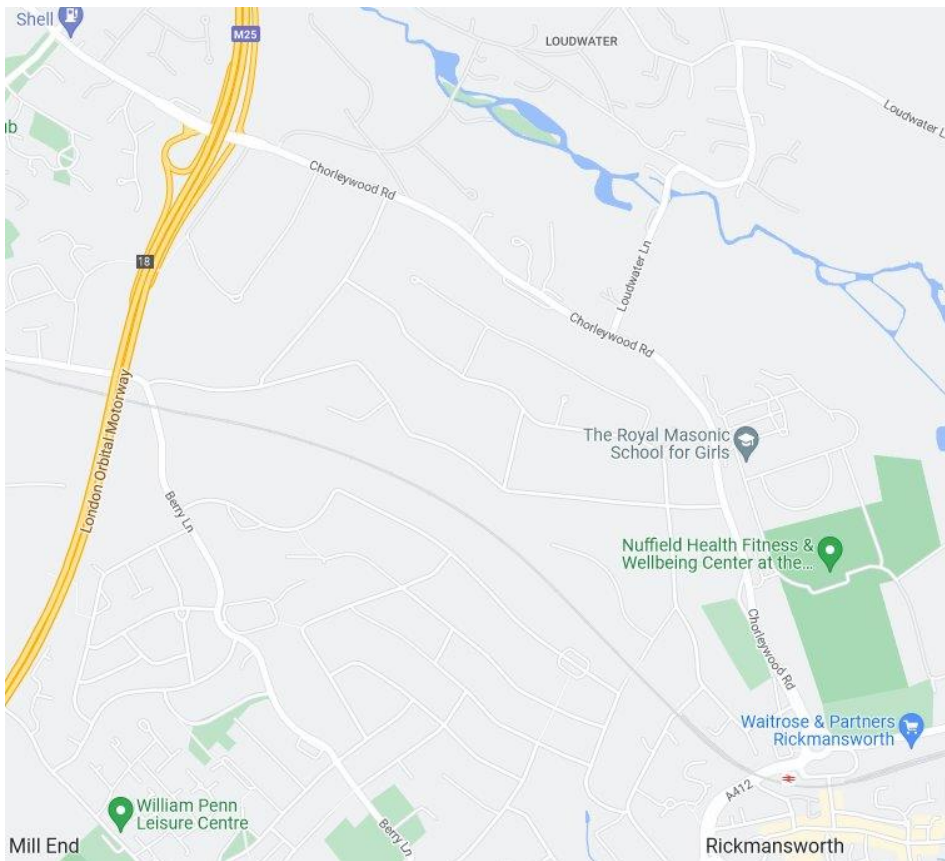 Shell
M25
LOUDWATER
ub
Loudwater L
Chorleywood Rd
18
Loudwater Ln
Chorleywood Rd
London Orbital Motorway
The Royal Masonic
School for Girls
Berry Ln
Nuffield Health Fitness &
Wellbeing Center at the...
Chorleywood Rd
Waitrose & Partners
Rickmansworth
A412
William Penn
Leisure Centre
Berry Ln
Mill End
Rickmansworth